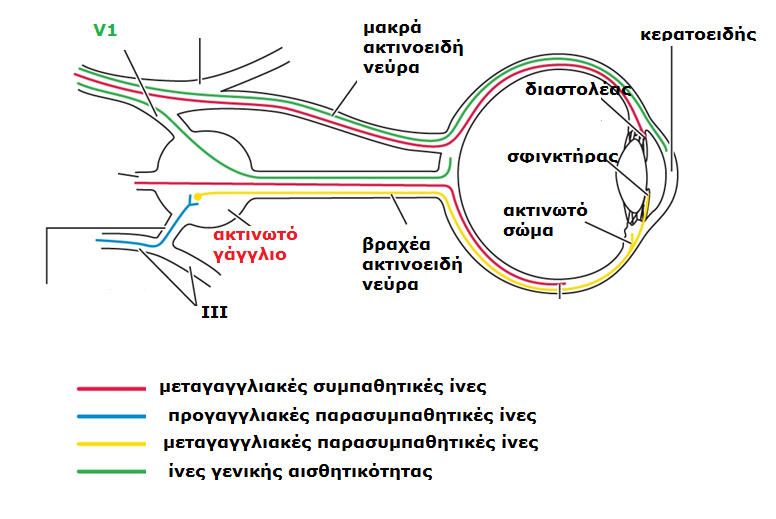 V1
μακρά
ακτινοειδή
νεύρα
κερατοειδής
διαστολέας
σφιγκτήρας
ακτινωτό
σώμα
ακτινωτό
γάγγλιο
βραχέα
ακτινοειδή
νεύρα
III
μεταγαγγλιακές συμπαθητικές ίνες
προγαγγλιακές παρασυμπαθητικές ίνες
μεταγαγγλιακές παρασυμπαθητικές ίνες
ίνες γενικής αισθητικότητας